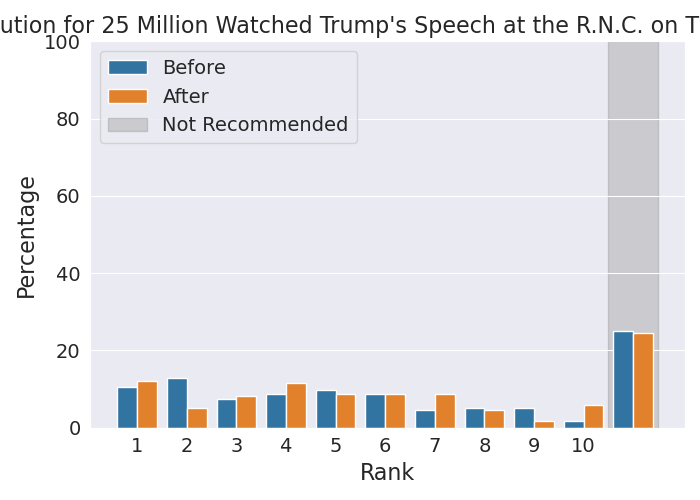 ution for 25 Million Watched Trump's Speech at the R.N.C. on T
100
80
60
40
20
0
Percentage
Before
After
Not Recommended
1 2 3 4 5 6 7 8 9 10
Rank